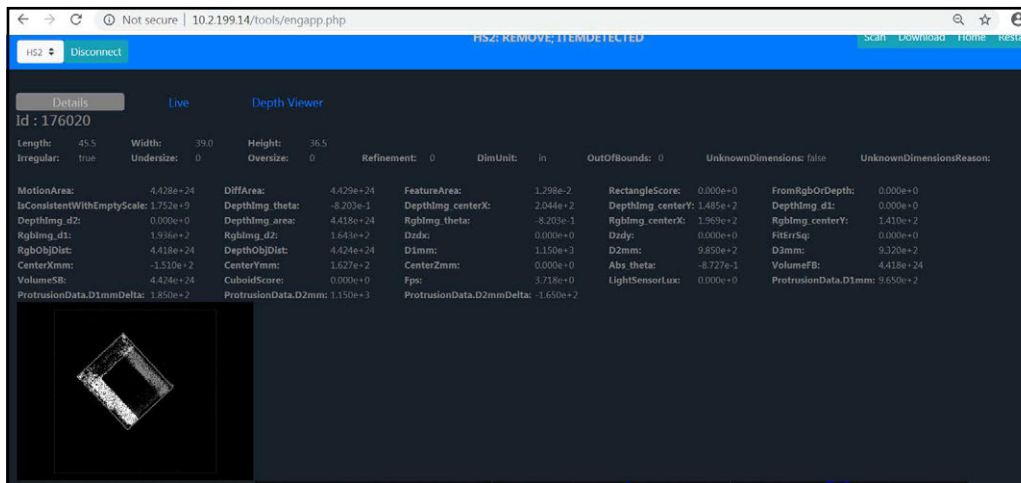 Not secure | 10.2.199.14/tools/engapp.php
HS2 Disconnect HS2: REMOVE; ITEMDETECTED Scan Download Home Resta
Details Live Depth Viewer
Id : 176020
Length: 45.5 Width: 39.0 Height: 36.5
Irregular: true Undersize: 0 Oversize: 0 Refinement: 0 DimUnit: in OutOfBounds: 0 UnknownDimensions: false UnknownDimensionsReason:
MotionArea: 4.428e+24 DiffArea: 4.429e+24 FeatureArea: 1.298e-2 RectangleScore: 0.000e+0 FromRgbOrDepth: 0.000e+0
IsConsistentWithEmptyScale: 1.752e+9 DepthImg_theta: -8.203e-1 DepthImg_centerX: 2.044e+2 DepthImg_centerY: 1.485e+2 DepthImg_d1: 0.000e+0
DepthImg_d2: 0.000e+0 DepthImg_area: 4.418e+24 RgbImg_theta: -8.203e-1 RgbImg_centerX: 1.969e+2 RgbImg_centerY: 1.410e+2
RgbImg_d1: 1.936e+2 RgbImg_d2: 1.643e+2 Dzdx: 0.000e+0 Dzdy: 0.000e+0 FitErrSq: 0.000e+0
RgbObjDist: 4.418e+24 DepthObjDist: 4.424e+24 D1mm: 1.150e+3 D2mm: 9.850e+2 D3mm: 9.320e+2
CenterXmm: -1.510e+2 CenterYmm: 1.627e+2 CenterZmm: 0.000e+0 Abs_theta: -8.727e-1 VolumeFB: 4.418e+24
VolumeSB: 4.424e+24 CuboidScore: 0.000e+0 Fps: 3.718e+0 LightSensorLux: 0.000e+0 ProtrusionData.D1mm: 9.650e+2
ProtrusionData.D1mmDelta: 1.850e+2 ProtrusionData.D2mm: 1.150e+3 ProtrusionData.D2mmDelta: -1.650e+2